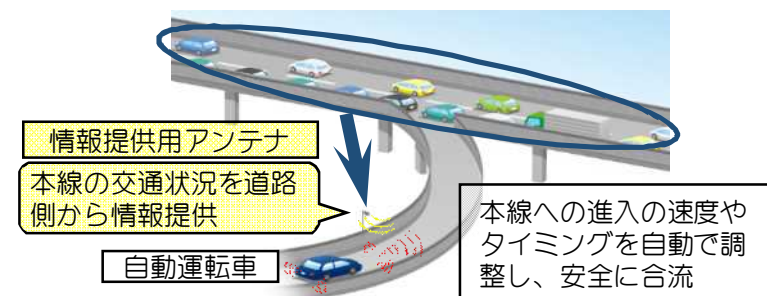 情報提供用アンテナ
本線の交通状況を道路
側から情報提供
自動運転車
本線への進入の速度や
タイミングを自動で調
整し、安全に合流